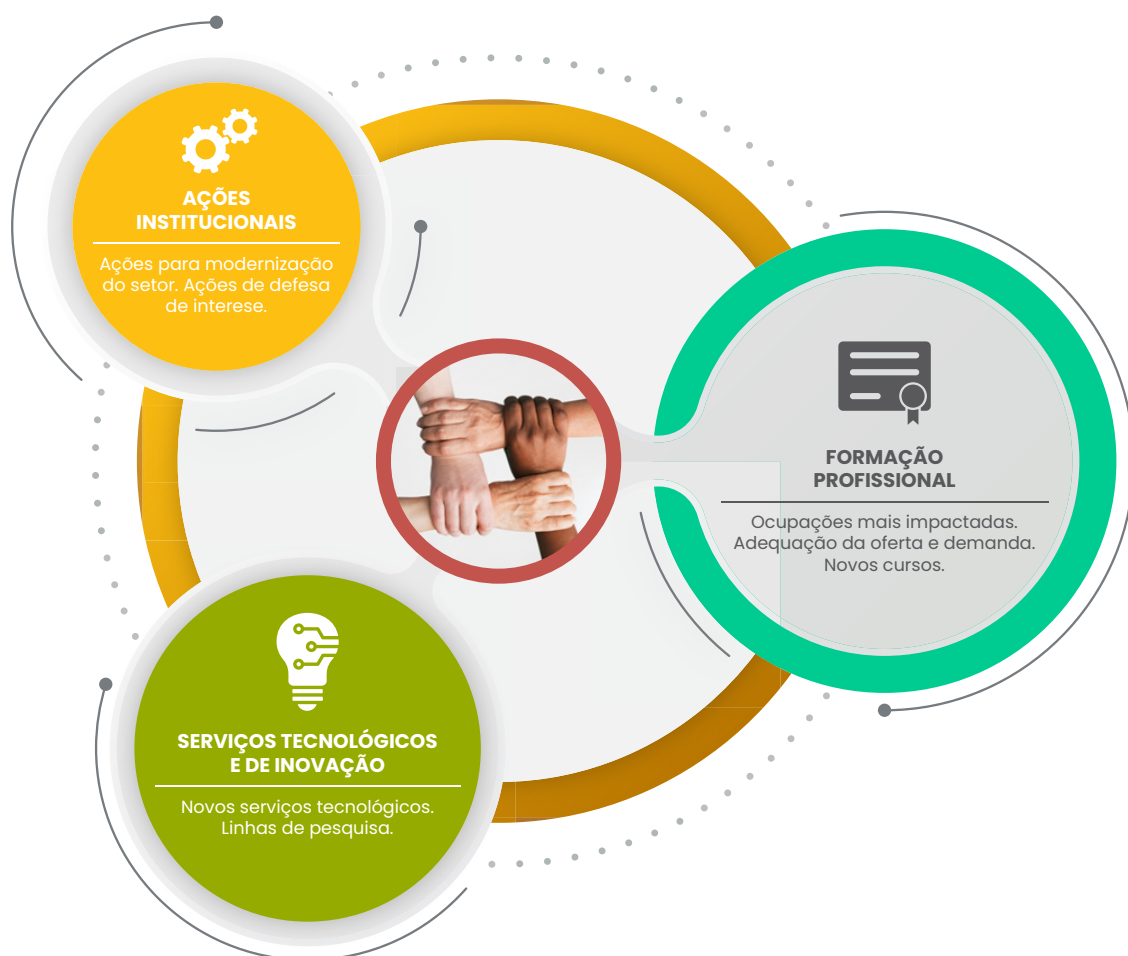 AÇÕES
INSTITUCIONAIS
Ações para modernização
do setor. Ações de defesa
de interese.
FORMAÇÃO
PROFISSIONAL
Ocupações mais impactadas.
Adequação da oferta e demanda.
Novos cursos.
SERVIÇOS TECNOLÓGICOS
E DE INOVAÇÃO
Novos serviços tecnológicos.
Linhas de pesquisa.